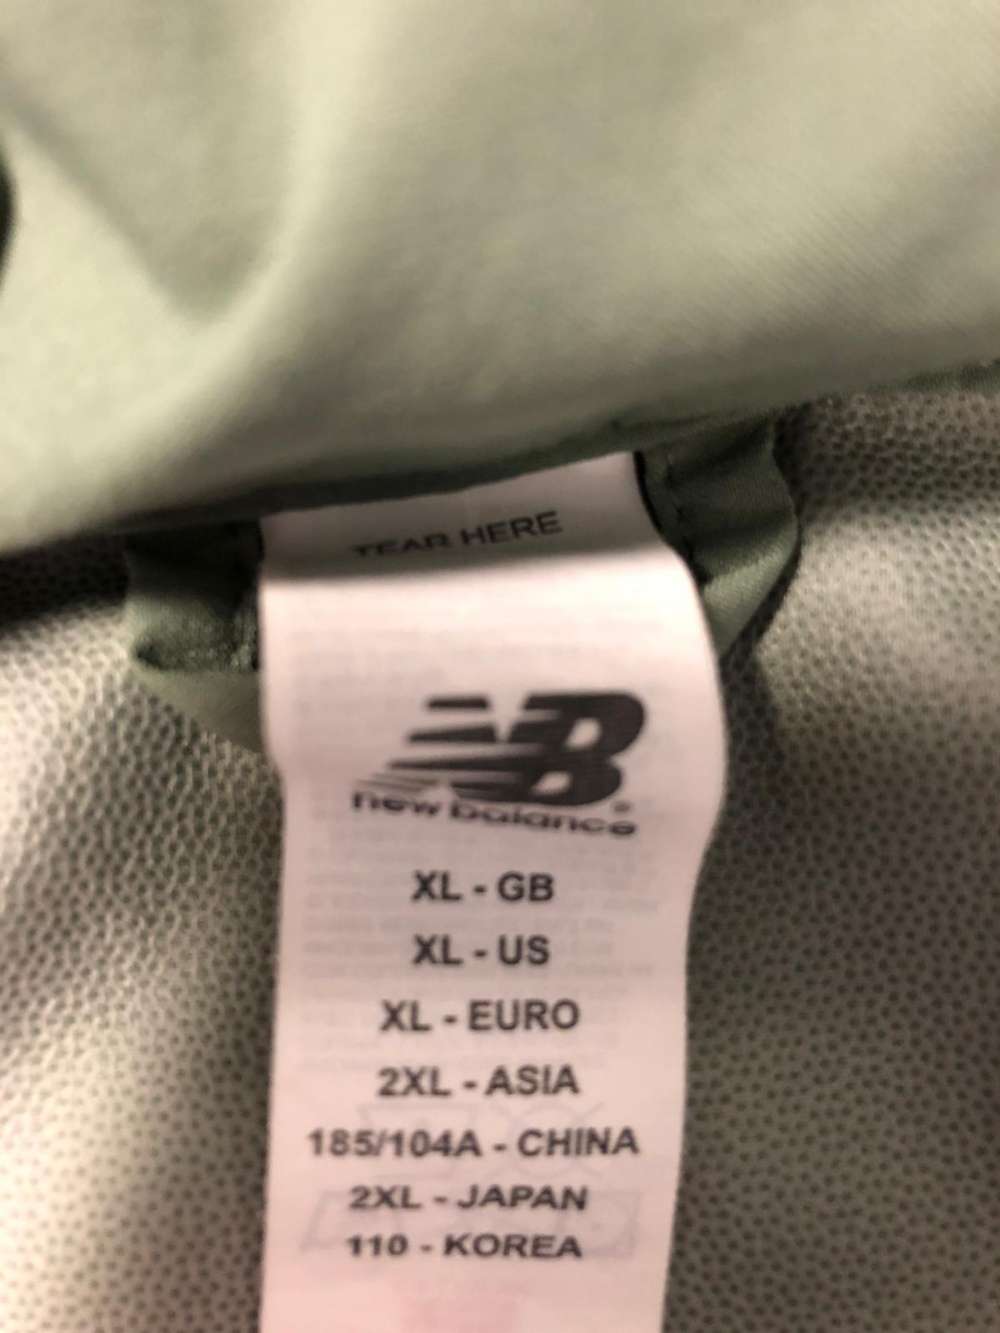 TEAR HERE
NB
new balance
XL - GB
XL - US
XL - EURO
2XL - ASIA
185/104A - CHINA
2XL - JAPAN
110 - KOREA